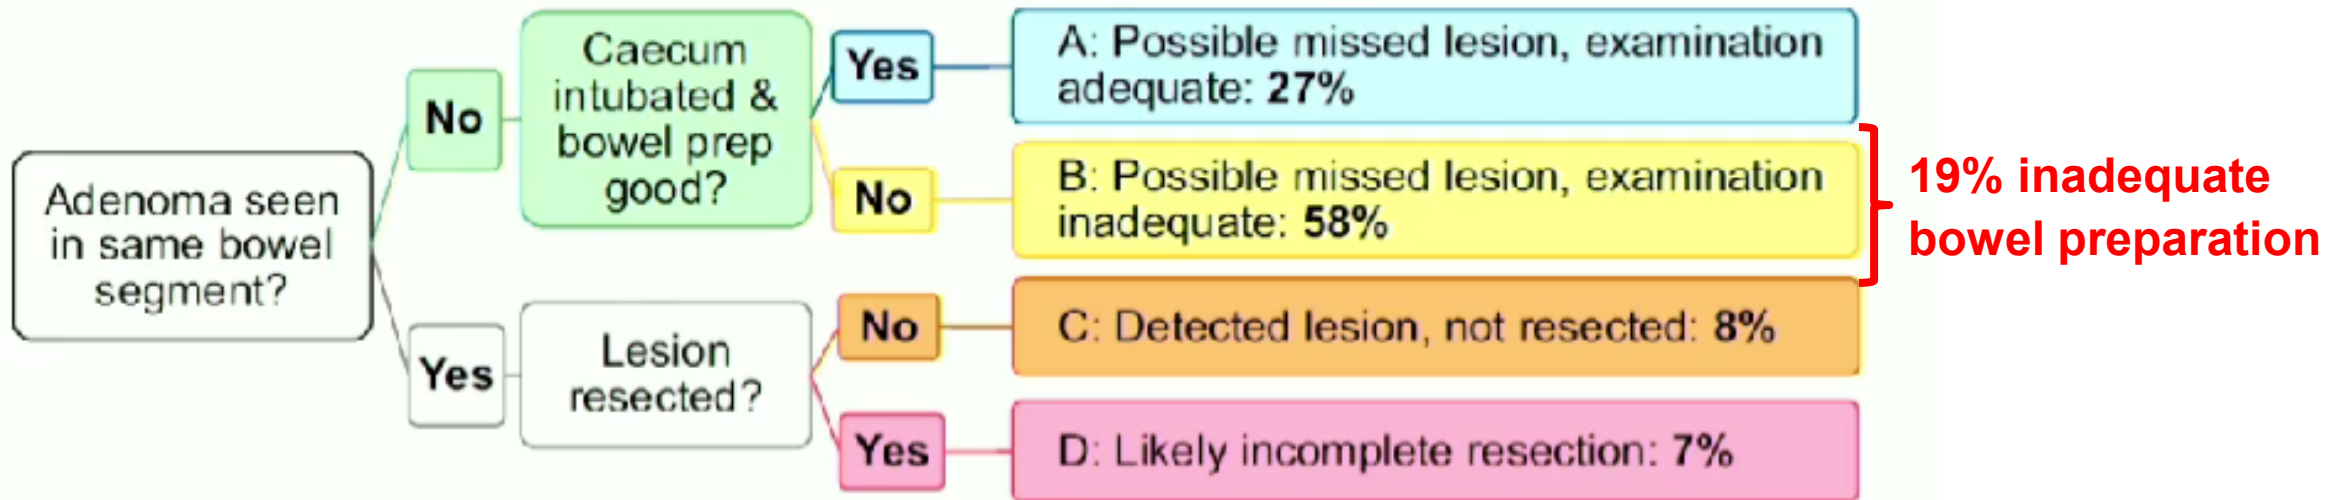 Adenoma seen
in same bowel
segment?
No
Caecum
intubated &
bowel prep
good?
Yes
A: Possible missed lesion, examination
adequate: 27%
No
B: Possible missed lesion, examination
inadequate: 58%
19% inadequate
bowel preparation
Yes
Lesion
resected?
No
C: Detected lesion, not resected: 8%
Yes
D: Likely incomplete resection: 7%